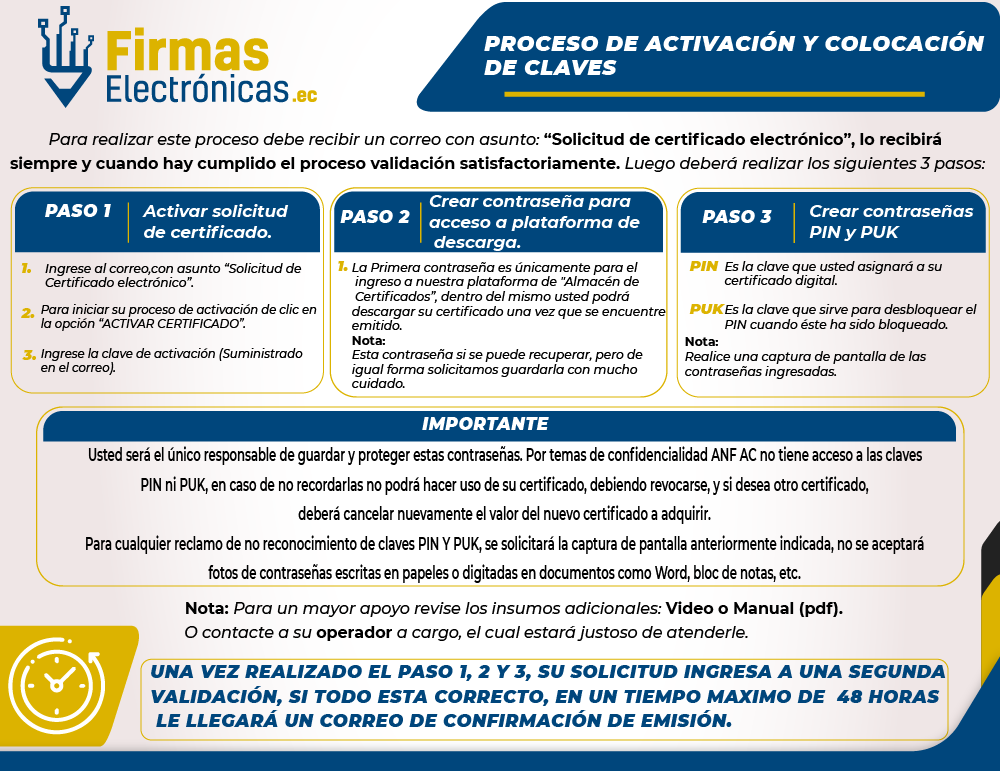 Firmas
Electrónicas.ec
PROCESO DE ACTIVACIÓN Y COLOCACIÓN
DE CLAVES
Para realizar este proceso debe recibir un correo con asunto: “Solicitud de certificado electrónico”, lo recibirá
siempre y cuando hay cumplido el proceso validación satisfactoriamente. Luego deberá realizar los siguientes 3 pasos:
PASO 1
Activar solicitud
de certificado.
1. Ingrese al correo,con asunto “Solicitud de
Certificado electrónico”.
2. Para iniciar su proceso de activación de clic en
la opción “ACTIVAR CERTIFICADO”.
3. Ingrese la clave de activación (Suministrado
en el correo).
PASO 2
Crear contraseña para
acceso a plataforma de
descarga.
1. La Primera contraseña es únicamente para el
ingreso a nuestra plataforma de "Almacén de
Certificados”, dentro del mismo usted podrá
descargar su certificado una vez que se encuentre
emitido.
Nota:
Esta contraseña si se puede recuperar, pero de
igual forma solicitamos guardarla con mucho
cuidado.
PASO 3
Crear contraseñas
PIN y PUK
PIN Es la clave que usted asignará a su
certificado digital.
PUK Es la clave que sirve para desbloquear el
PIN cuando éste ha sido bloqueado.
Nota:
Realice una captura de pantalla de las
contraseñas ingresadas.
IMPORTANTE
Usted será el único responsable de guardar y proteger estas contraseñas. Por temas de confidencialidad ANF AC no tiene acceso a las claves
PIN ni PUK, en caso de no recordarlas no podrá hacer uso de su certificado, debiendo revocarse, y si desea otro certificado,
deberá cancelar nuevamente el valor del nuevo certificado a adquirir.
Para cualquier reclamo de no reconocimiento de claves PIN Y PUK, se solicitará la captura de pantalla anteriormente indicada, no se aceptará
fotos de contraseñas escritas en papeles o digitadas en documentos como Word, bloc de notas, etc.
Nota: Para un mayor apoyo revise los insumos adicionales: Video o Manual (pdf).
O contacte a su operador a cargo, el cual estará justoso de atenderle.
UNA VEZ REALIZADO EL PASO 1, 2 Y 3, SU SOLICITUD INGRESA A UNA SEGUNDA
VALIDACIÓN, SI TODO ESTA CORRECTO, EN UN TIEMPO MAXIMO DE 48 HORAS
LE LLEGARÁ UN CORREO DE CONFIRMACIÓN DE EMISIÓN.